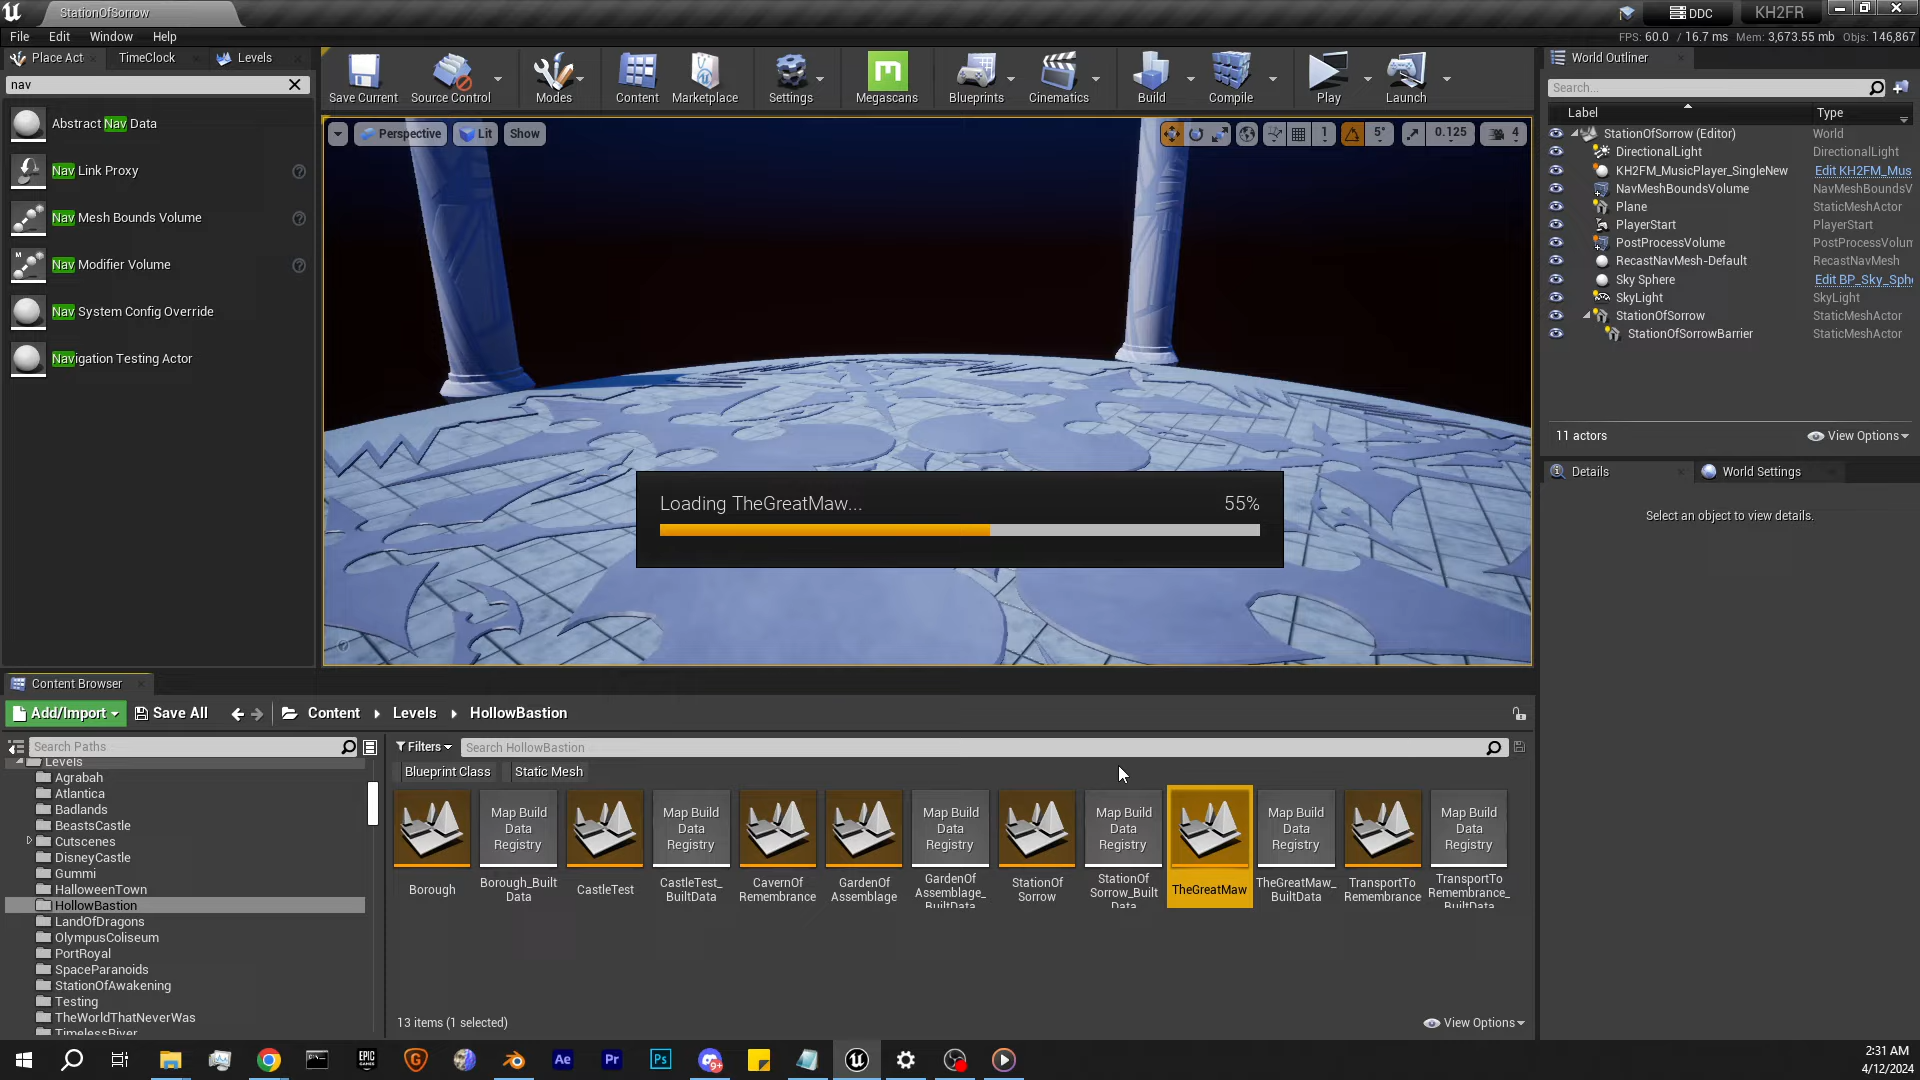 StationOfSorrow
DDC
KH2FR
File Edit Window Help
FPS: 60.0 / 16.7 ms Mem: 3,673.55 mb Objs: 146,867
Place Act TimeClock Levels
World Outliner
nav
Abstract Nav Data
Nav Link Proxy
Nav Mesh Bounds Volume
Nav Modifier Volume
Nav System Config Override
Navigation Testing Actor
Save Current Source Control Modes Content Marketplace Settings Megascans Blueprints Cinematics Build Compile Play Launch
Perspective Lit Show
1 5° 0.125 4
Search...
Label Type
StationOfSorrow (Editor) World
DirectionalLight DirectionalLight
KH2FM_MusicPlayer_SingleNew Edit KH2FM_Mus
NavMeshBoundsVolume NavMeshBoundsV
Plane StaticMeshActor
PlayerStart PlayerStart
PostProcessVolume PostProcessVolum
RecastNavMesh-Default RecastNavMesh
Sky Sphere Edit BP_Sky_Sph
SkyLight SkyLight
StationOfSorrow StaticMeshActor
StationOfSorrowBarrier StaticMeshActor
11 actors View Options
Details World Settings
Select an object to view details.
Loading TheGreatMaw... 55%
Content Browser
Add/Import Save All Content Levels HollowBastion
Search Paths
Filters Search HollowBastion
Blueprint Class Static Mesh
Levels
Agrabah
Atlantica
Badlands
BeastsCastle
Cutscenes
DisneyCastle
Gummi
HalloweenTown
HollowBastion
LandOfDragons
OlympusColiseum
PortRoyal
SpaceParanoids
StationOfAwakening
Testing
TheWorldThatNeverWas
TimelessRiver
Map Build
Data
Registry
Map Build
Data
Registry
Map Build
Data
Registry
Map Build
Data
Registry
Map Build
Data
Registry
Map Build
Data
Registry
Borough
Borough_Built
Data
CastleTest
CastleTest_
BuiltData
CavernOf
Remembrance
GardenOf
Assemblage
GardenOf
Assemblage_
BuiltData
StationOf
Sorrow
StationOf
Sorrow_Built
Data
TheGreatMaw
TheGreatMaw_
BuiltData
TransportTo
Remembrance
TransportTo
Remembrance_
BuiltData
13 items (1 selected)
View Options
EPIC
GAMES
Ae
Pr
Ps
9+
2:31 AM
4/12/2024